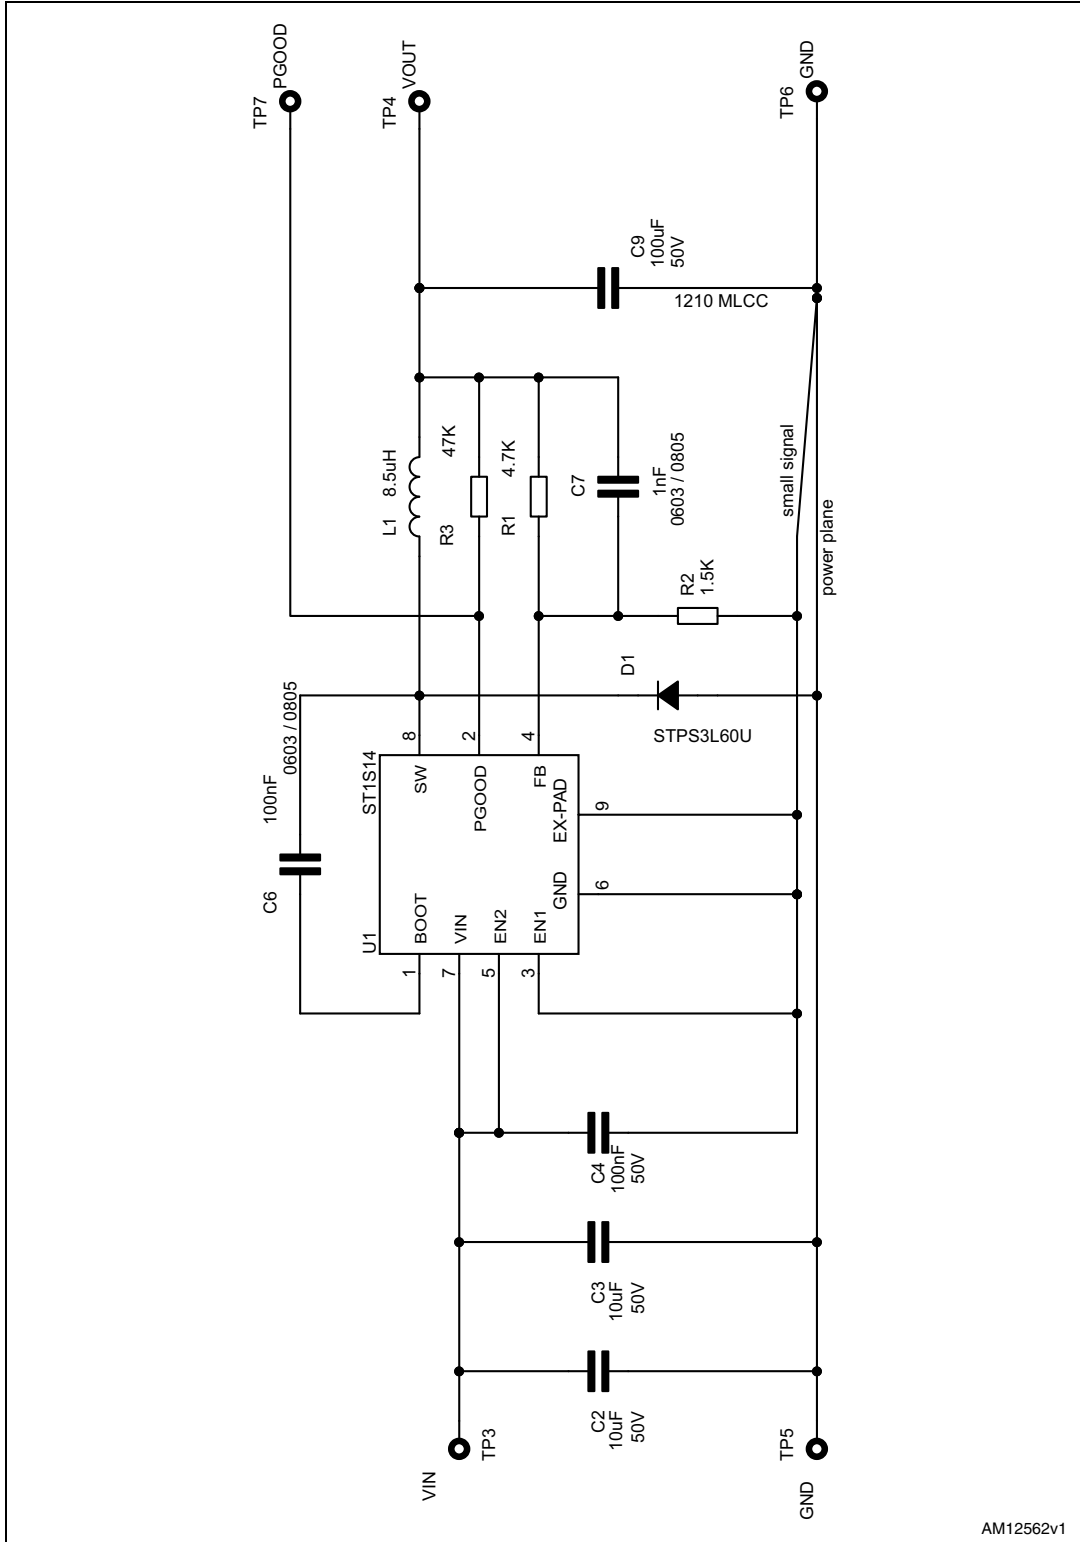 PGOOD
TP7
VOUT
TP4
GND
TP6
C9
100uF
50V
1210 MLCC
L1 8.5uH
47K
R3
4.7K
R1
C7
1nF
0603 / 0805
R2
1.5K
small signal
power plane
D1
STPS3L60U
100nF
0603 / 0805
C6
ST1S14
U1
SW
8
PGOOD
2
FB
4
EX-PAD
9
GND
6
BOOT
1
VIN
7
EN2
5
EN1
3
C4
100nF
50V
C3
10uF
50V
C2
10uF
50V
VIN
TP3
GND
TP5
AM12562v1